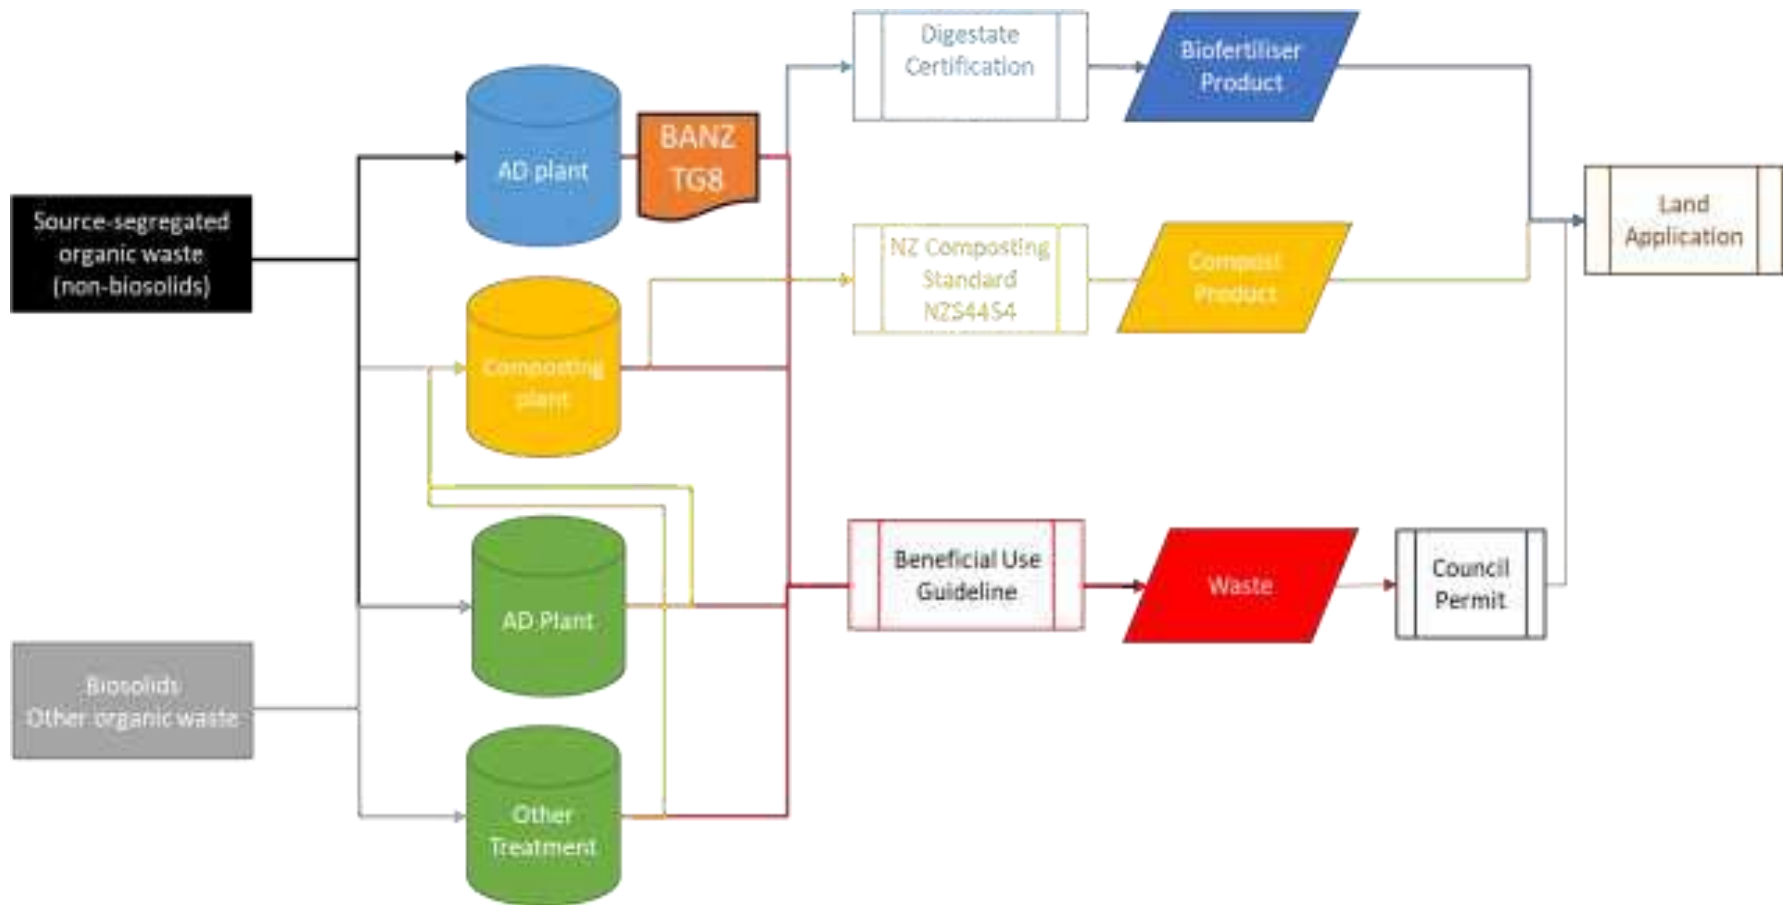 Source-segregated
organic waste
(non-biosolids)
Biosolids
Other organic waste
AD plant
BANZ
TG8
Composting
plant
AD Plant
Other
Treatment
Digestate
Certification
Biofertiliser
Product
NZ Composting
Standard
NZS4454
Compost
Product
Beneficial Use
Guideline
Waste
Council
Permit
Land
Application